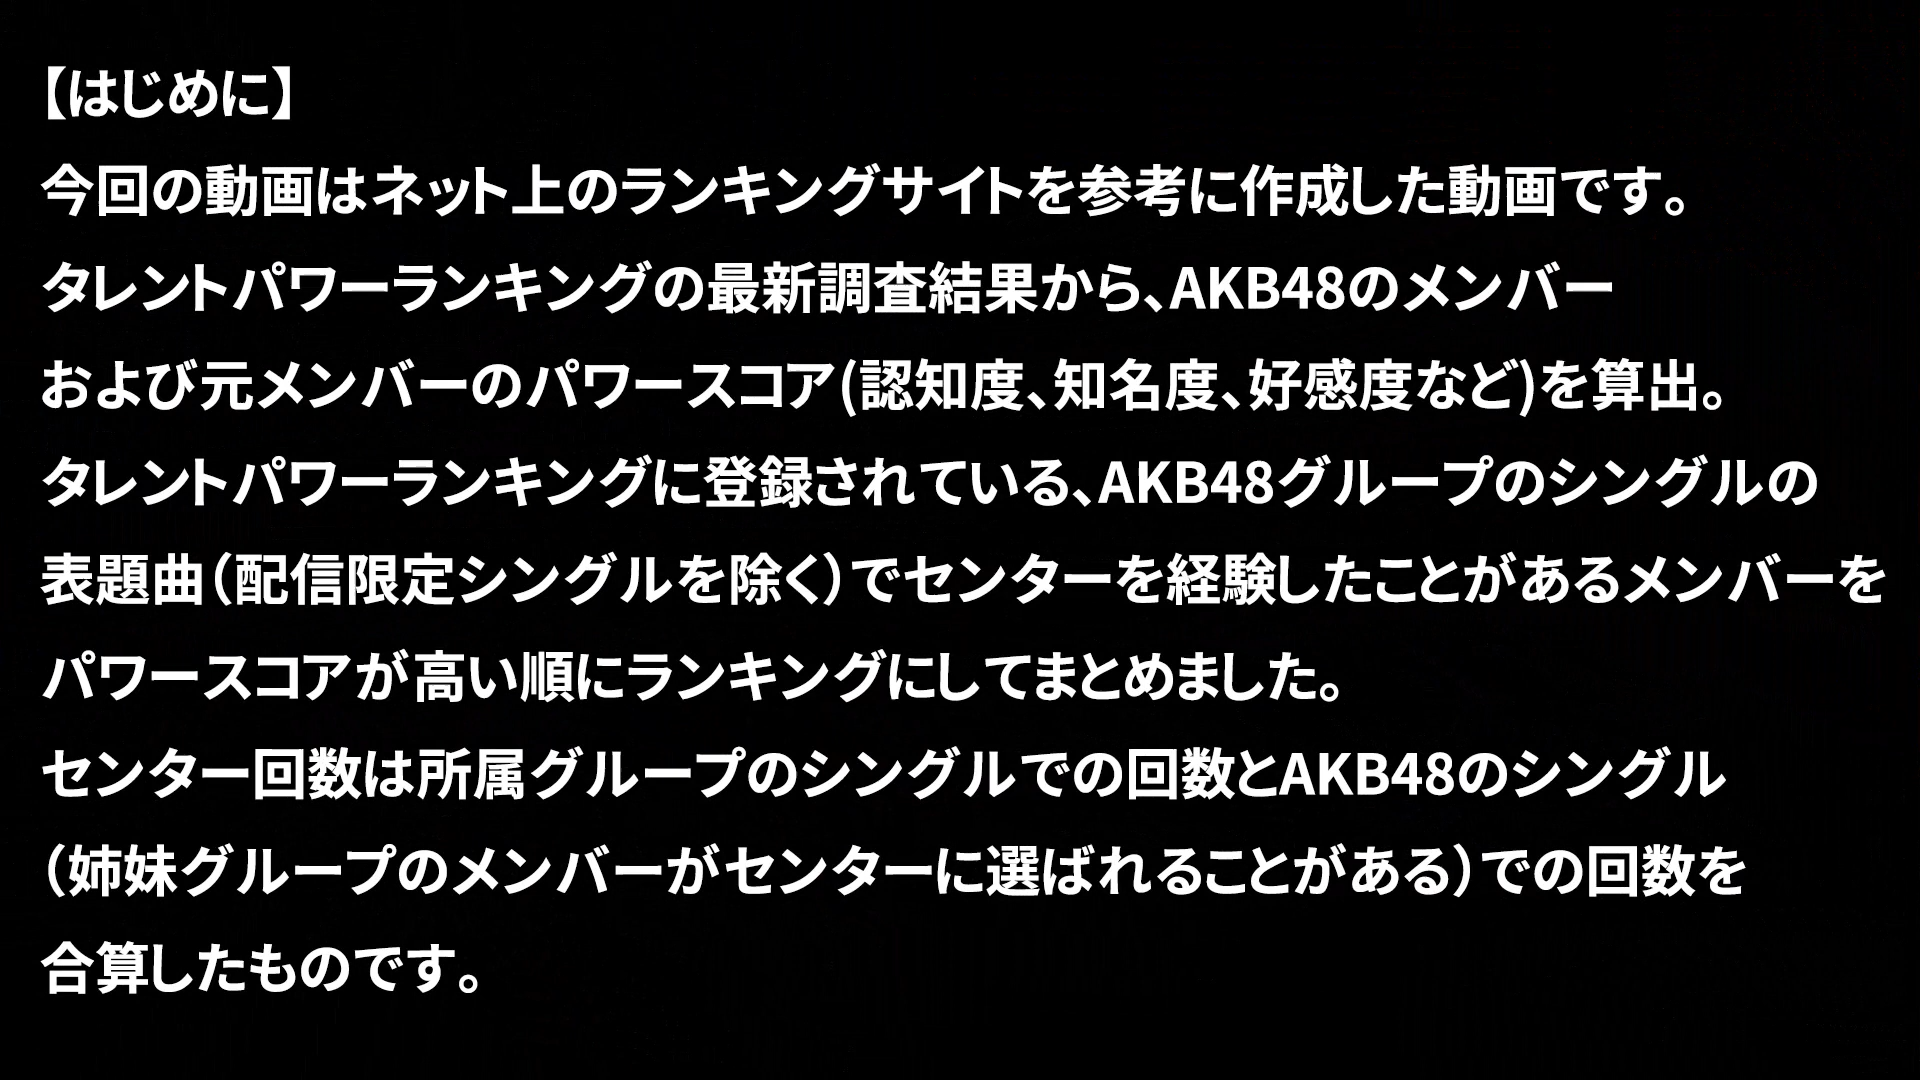 【はじめに】
今回の動画はネット上のランキングサイトを参考に作成した動画です。
タレントパワーランキングの最新調査結果から、AKB48のメンバー
および元メンバーのパワースコア(認知度、知名度、好感度など)を算出。
タレントパワーランキングに登録されている、AKB48グループのシングルの
表題曲（配信限定シングルを除く）でセンターを経験したことがあるメンバーを
パワースコアが高い順にランキングにしてまとめました。
センター回数は所属グループのシングルでの回数とAKB48のシングル
（姉妹グループのメンバーがセンターに選ばれることがある）での回数を
合算したものです。